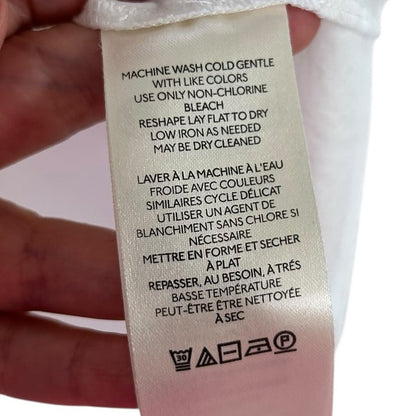 MACHINE WASH COLD GENTLE
WITH LIKE COLORS
USE ONLY NON-CHLORINE
BLEACH
RESHAPE LAY FLAT TO DRY
LOW IRON AS NEEDED
MAY BE DRY CLEANED
LAVER À LA MACHINE À L'EAU
FROIDE AVEC COULEURS
SIMILAIRES CYCLE DÉLICAT
UTILISER UN AGENT DE
BLANCHIMENT SANS CHLORE SI
NÉCESSAIRE
METTRE EN FORME ET SECHER
À PLAT
REPASSER, AU BESOIN, À TRÉS
BASSE TEMPÉRATURE
PEUT-ÊTRE ÊTRE NETTOYÉE
À SEC
30 P